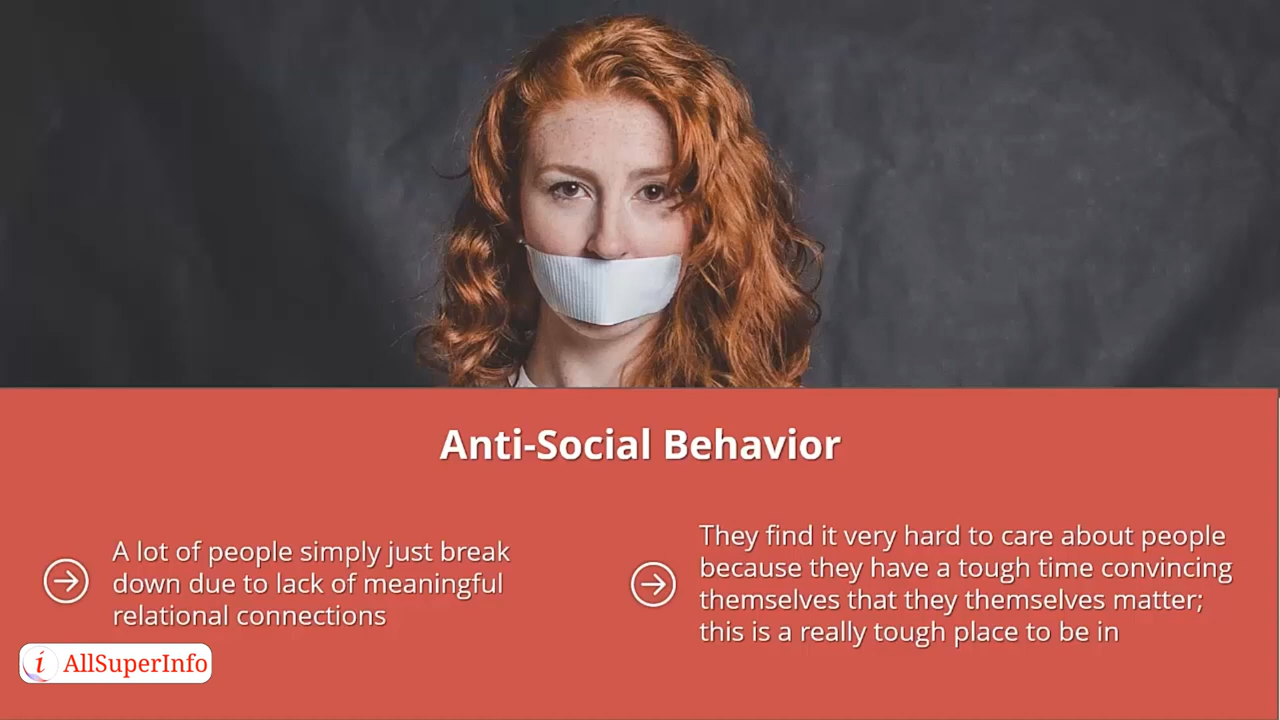 Anti-Social Behavior
A lot of people simply just break
down due to lack of meaningful
relational connections
They find it very hard to care about people
because they have a tough time convincing
themselves that they themselves matter;
this is a really tough place to be in
i AllSuperInfo